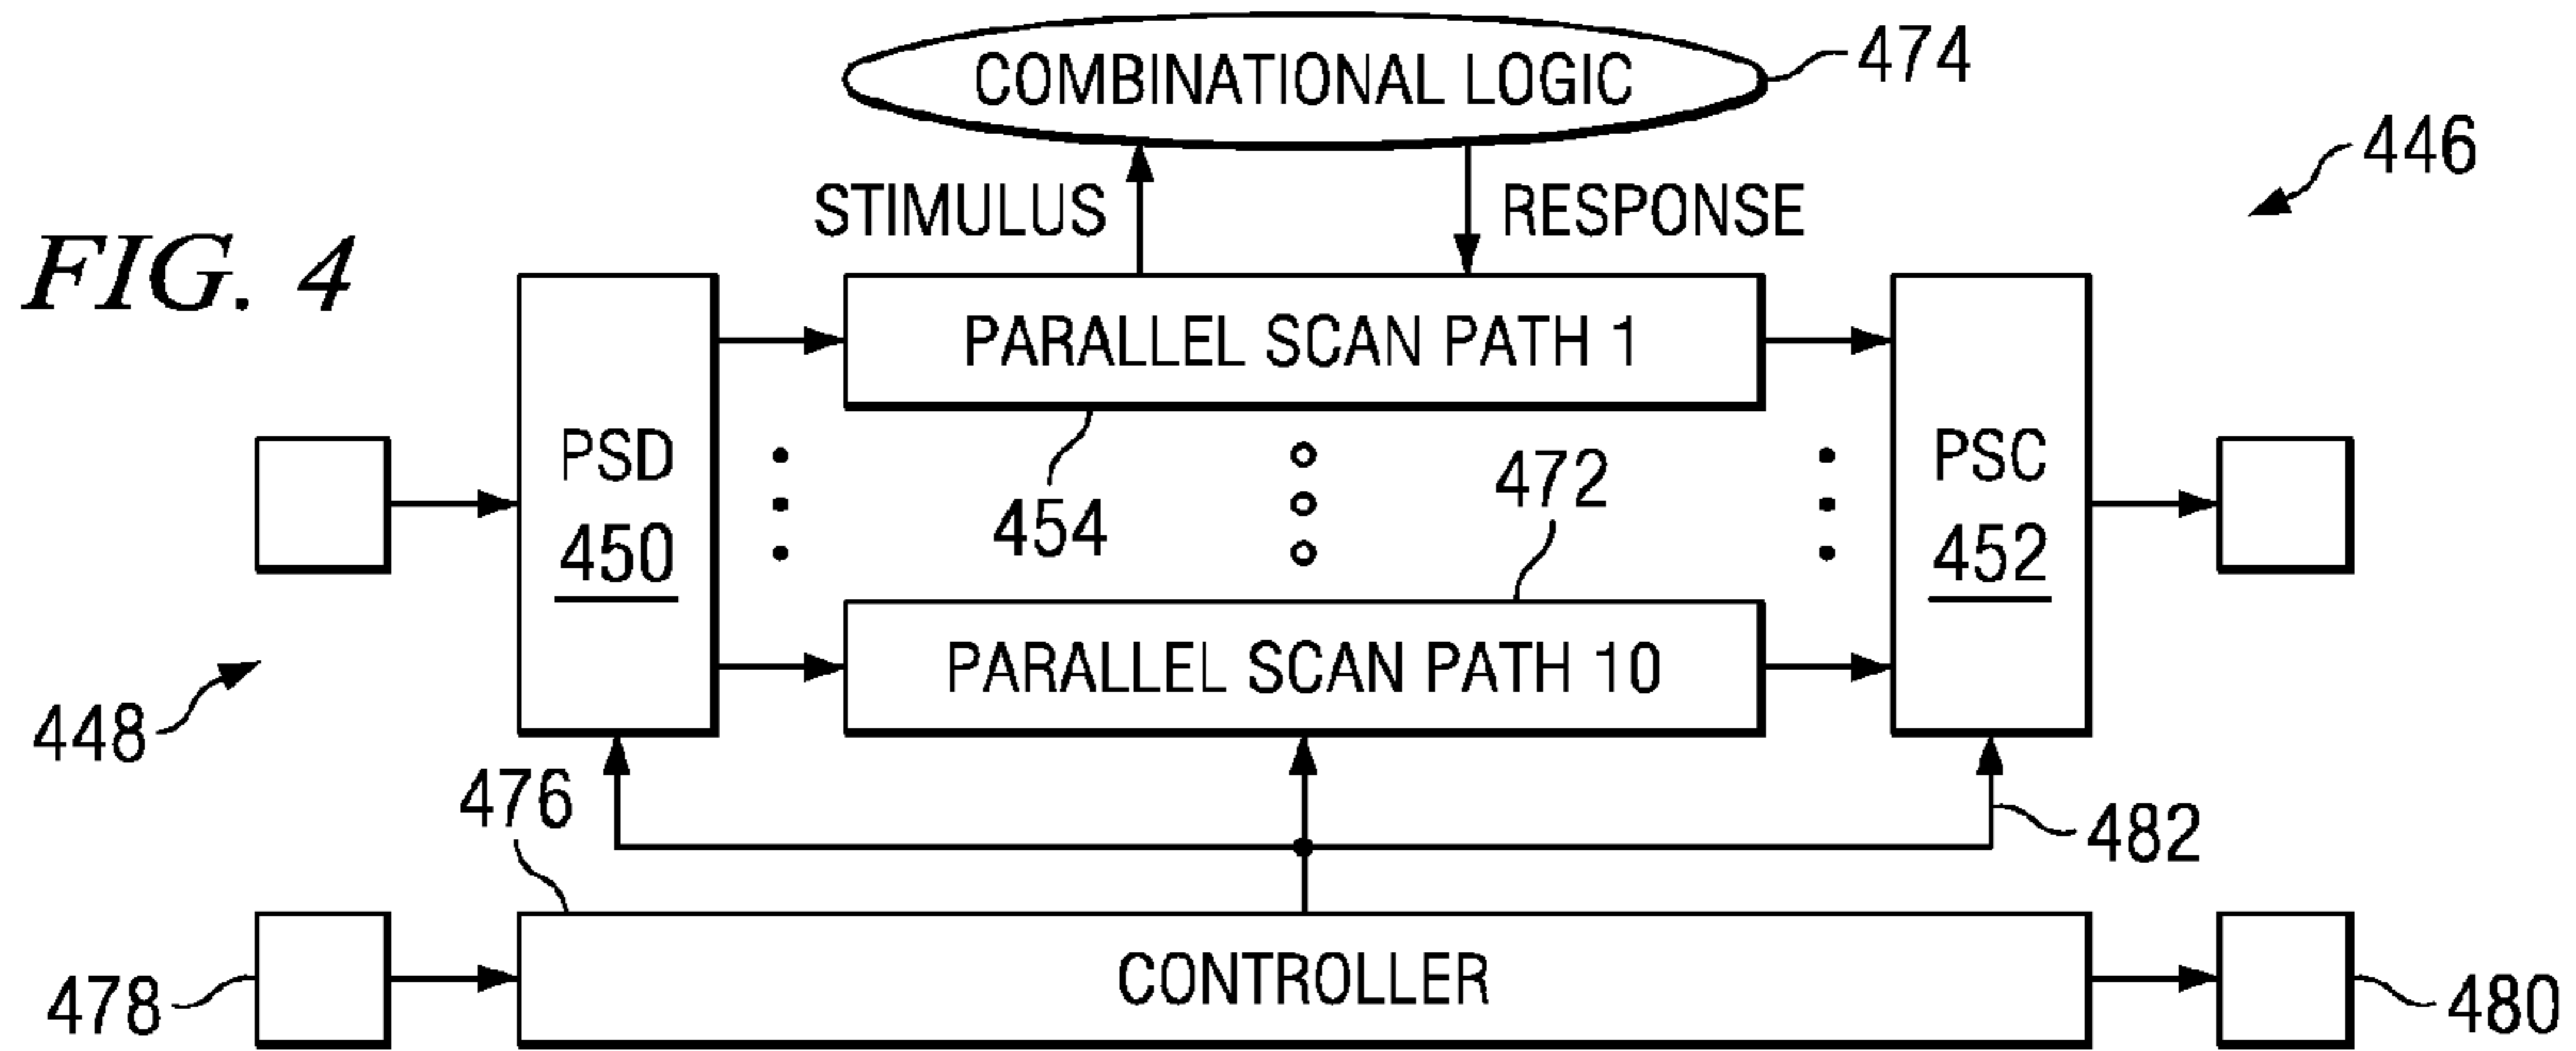 FIG. 4
COMBINATIONAL LOGIC
474
446
STIMULUS
RESPONSE
PSD
450
PARALLEL SCAN PATH 1
454
472
PARALLEL SCAN PATH 10
PSC
452
448
476
482
478
CONTROLLER
480